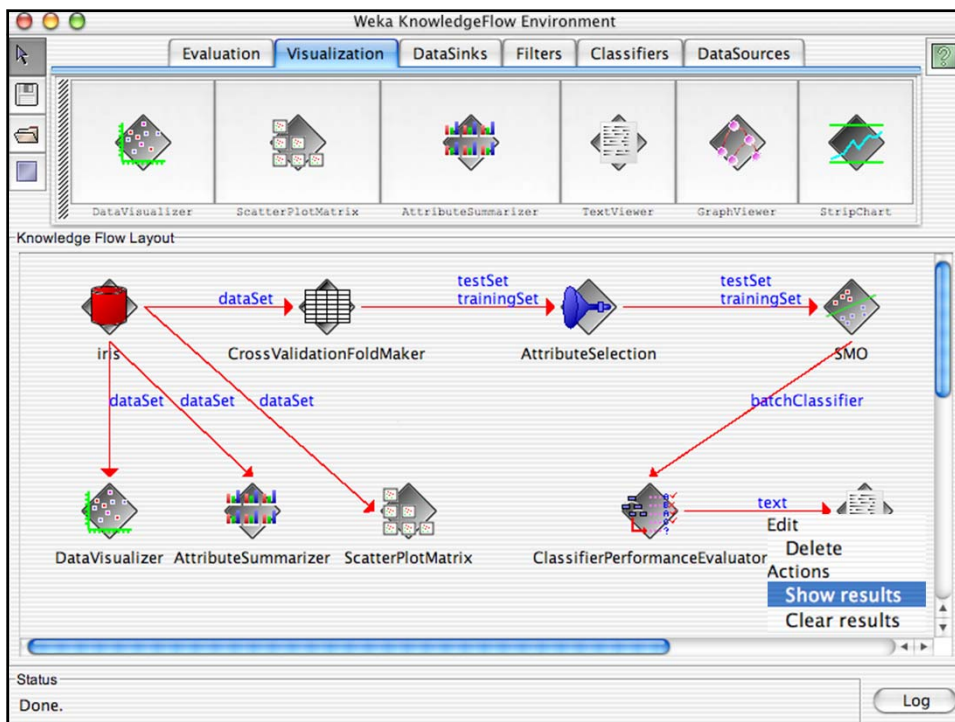 Weka KnowledgeFlow Environment
Evaluation Visualization DataSinks Filters Classifiers DataSources
DataVisualizer ScatterPlotMatrix AttributeSummarizer TextViewer GraphViewer StripChart
Knowledge Flow Layout
testSet testSet
dataSet trainingSet trainingSet
iris CrossValidationFoldMaker AttributeSelection SMO
dataSet dataSet dataSet batchClassifier
text
Edit
DataVisualizer AttributeSummarizer ScatterPlotMatrix ClassifierPerformanceEvaluator Delete
Actions
Show results
Clear results
Status
Done.
Log